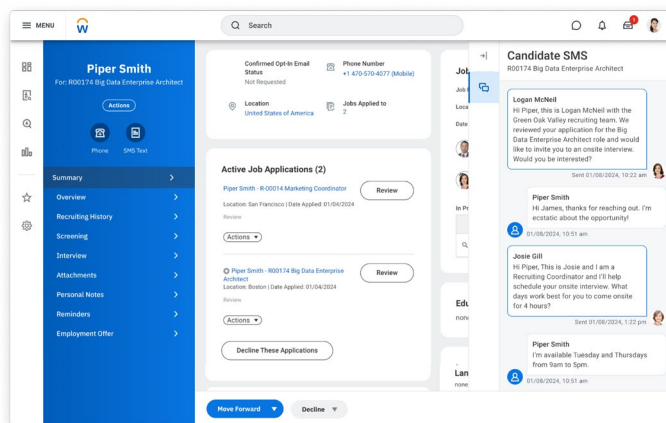 MENU
Search
1
Piper Smith
For: R00174 Big Data Enterprise Architect
Actions
Phone
SMS Text
Summary
Overview
Recruiting History
Screening
Interview
Attachments
Personal Notes
Reminders
Employment Offer
Confirmed Opt-In Email
Status
Not Requested
Phone Number
+1 470-570-4077 (Mobile)
Location
United States of America
Jobs Applied to
2
Active Job Applications (2)
Piper Smith - R-00014 Marketing Coordinator
Location: San Francisco | Date Applied: 01/04/2024
Review
Review
Actions
Piper Smith - R00174 Big Data Enterprise
Architect
Location: Boston | Date Applied: 01/04/2024
Review
Review
Actions
Decline These Applications
Move Forward
Decline
Job
Job
Loca
Date
In Pr
Edu
none
Lan
none
Candidate SMS
R00174 Big Data Enterprise Architect
Logan McNeil
Hi Piper, this is Logan McNeil with the
Green Oak Valley recruiting team. We
reviewed your application for the Big
Data Enterprise Architect role and would
like to invite you to an onsite interview.
Would you be interested?
Sent 01/08/2024, 10:22 am
Piper Smith
Hi James, thanks for reaching out. I'm
ecstatic about the opportunity!
01/08/2024, 10:51 am
Josie Gill
Hi Piper, This is Josie and I am a
Recruiting Coordinator and I'll help
schedule your onsite interview. What
days work best for you to come onsite
for 4 hours?
Sent 01/08/2024, 1:22 pm
Piper Smith
I'm available Tuesday and Thursdays
from 9am to 5pm.
01/08/2024, 10:51 am